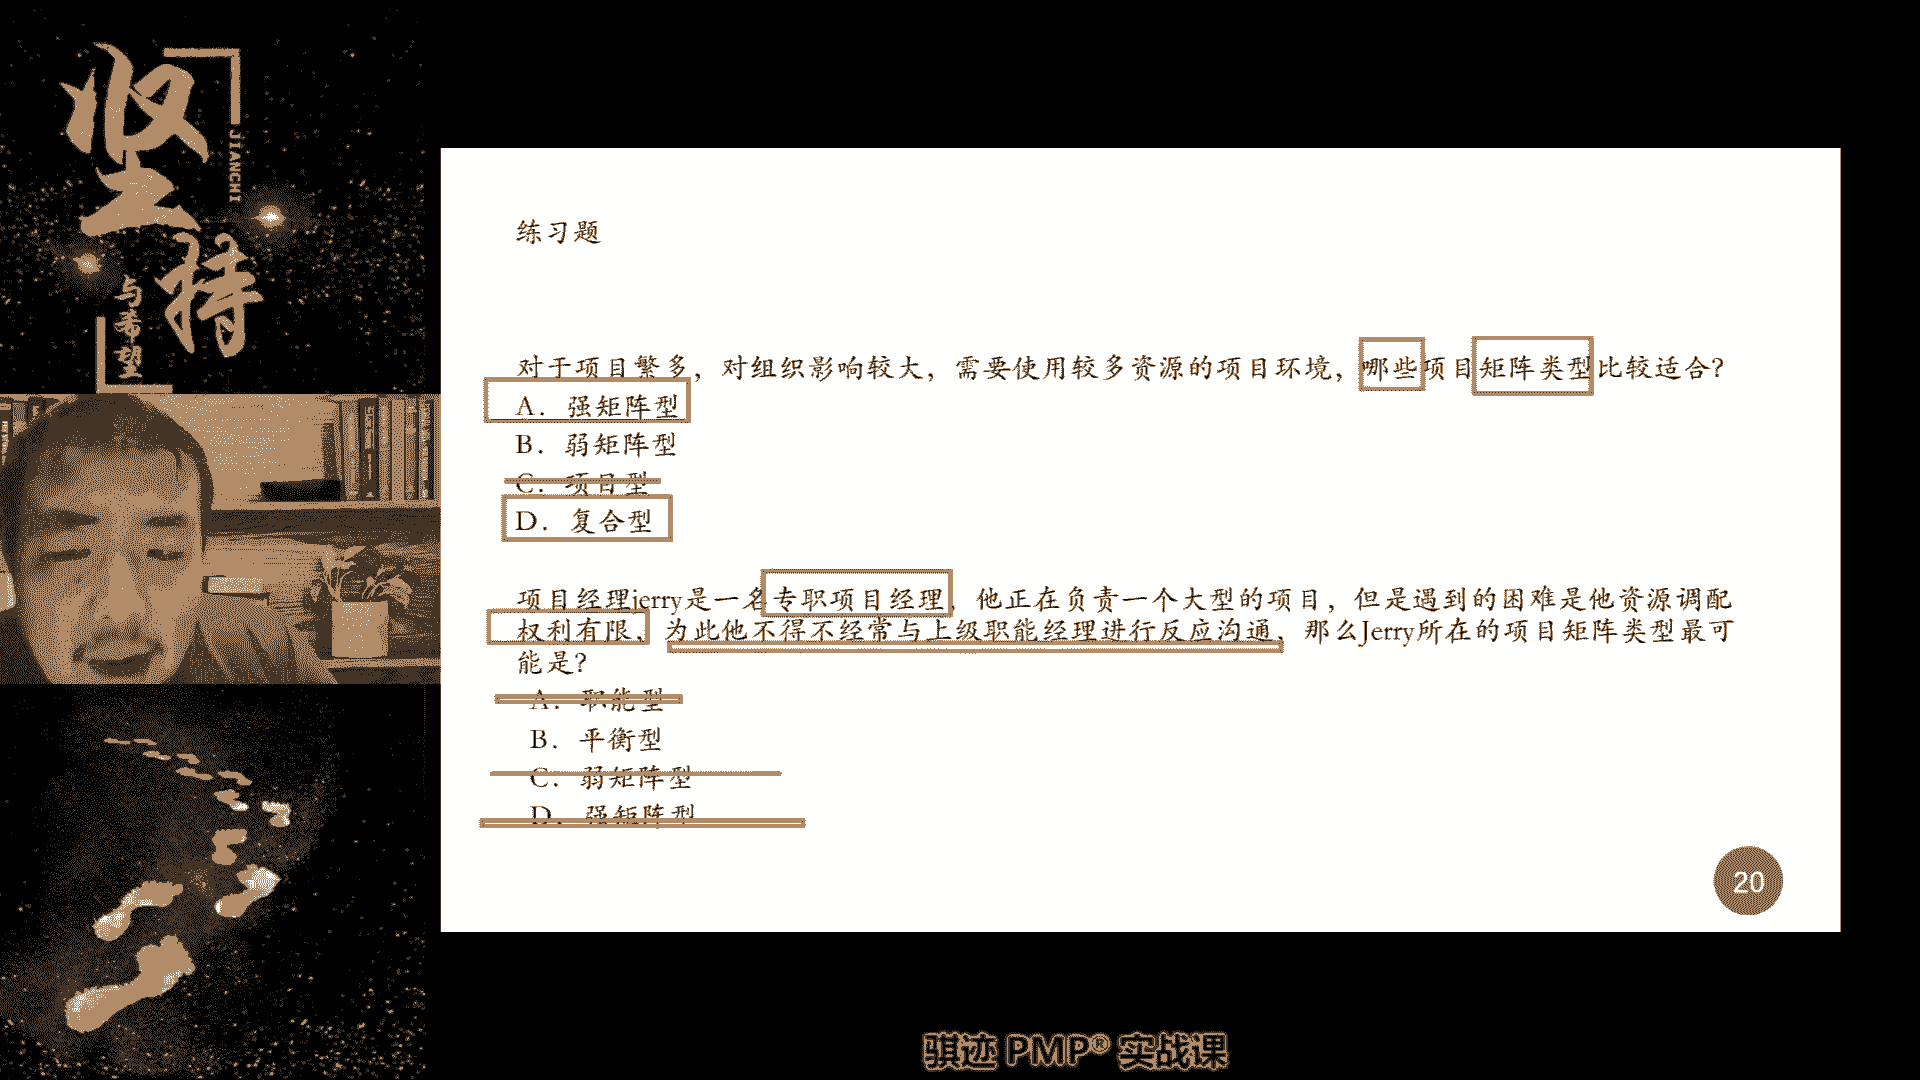 坚持
JIANCHI
与希望
练习题
对于项目繁多，对组织影响较大，需要使用较多资源的项目环境，哪些项目矩阵类型比较适合？
A．强矩阵型
B．弱矩阵型
C．项目型
D．复合型
项目经理jerry是一名专职项目经理，他正在负责一个大型的项目，但是遇到的困难是他资源调配
权利有限，为此他不得不经常与上级职能经理进行反应沟通，那么Jerry所在的项目矩阵类型最可
能是？
A．职能型
B．平衡型
C．弱矩阵型
D．强矩阵型
20
骐迹 PMP® 实战课